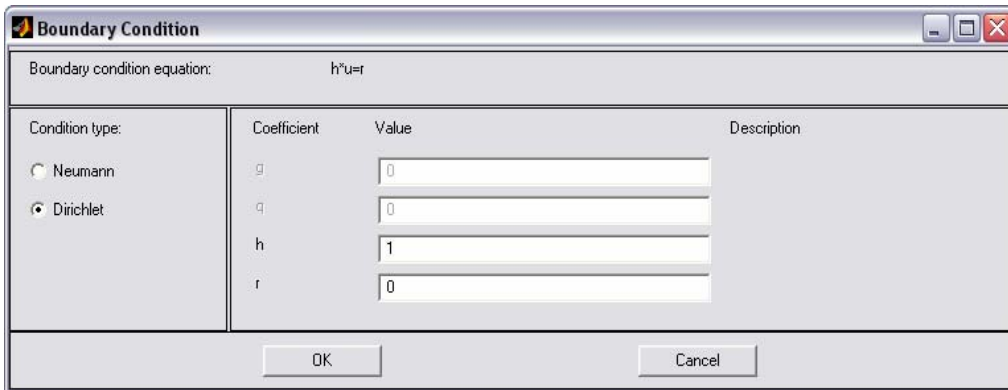 Boundary Condition
Boundary condition equation: h*u=r
Condition type:
Neumann
Dirichlet
Coefficient Value Description
g 0
q 0
h 1
r 0
OK Cancel